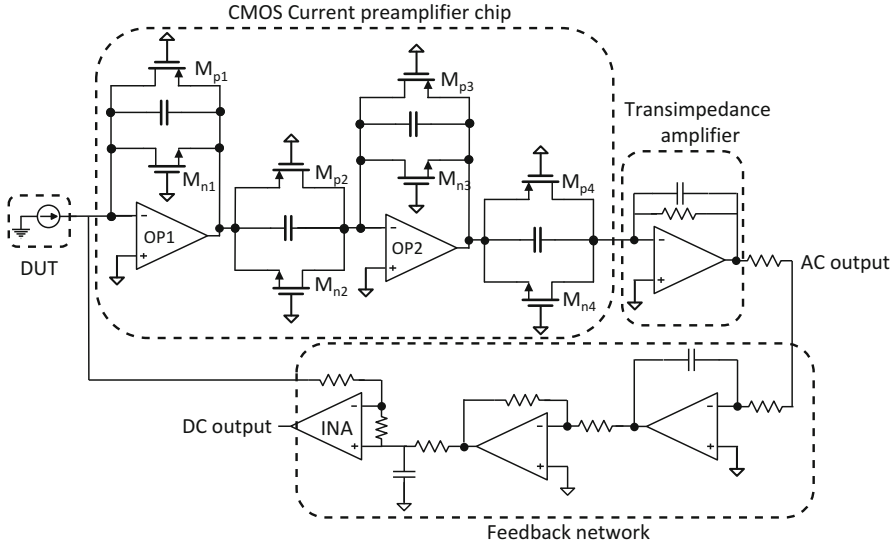 CMOS Current preamplifier chip
Mp1
Mp3
Transimpedance
amplifier
Mn1
Mp2
Mn3
Mp4
−
OP1
+
−
OP2
+
−
+
DUT
Mn2
Mn4
AC output
DC output
INA
−
+
−
+
−
+
Feedback network